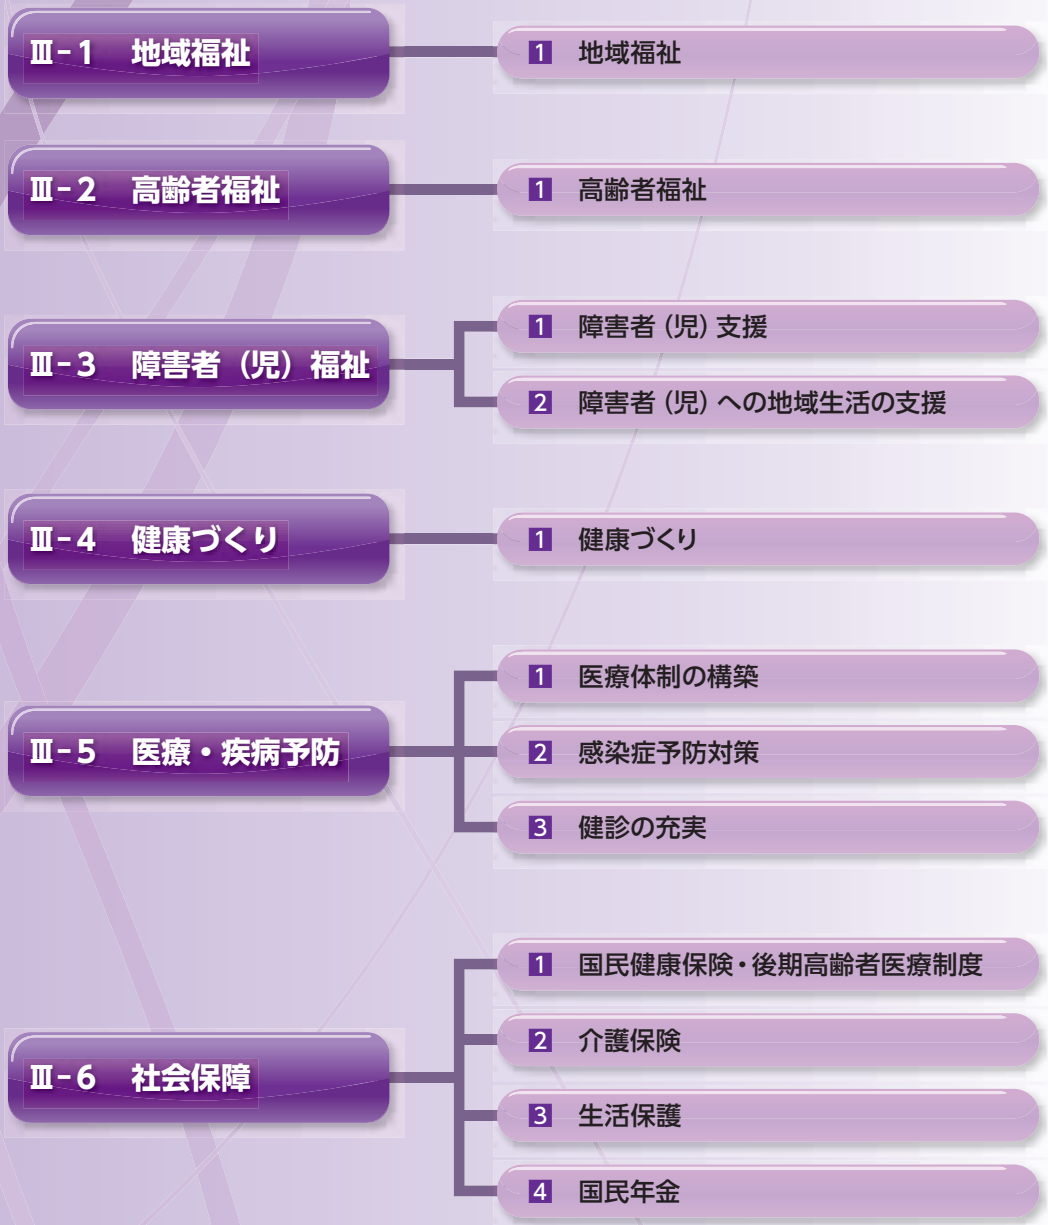 Ⅲ-1 地域福祉
1 地域福祉
Ⅲ-2 高齢者福祉
1 高齢者福祉
Ⅲ-3 障害者（児）福祉
1 障害者（児）支援
2 障害者（児）への地域生活の支援
Ⅲ-4 健康づくり
1 健康づくり
Ⅲ-5 医療・疾病予防
1 医療体制の構築
2 感染症予防対策
3 健診の充実
Ⅲ-6 社会保障
1 国民健康保険・後期高齢者医療制度
2 介護保険
3 生活保護
4 国民年金